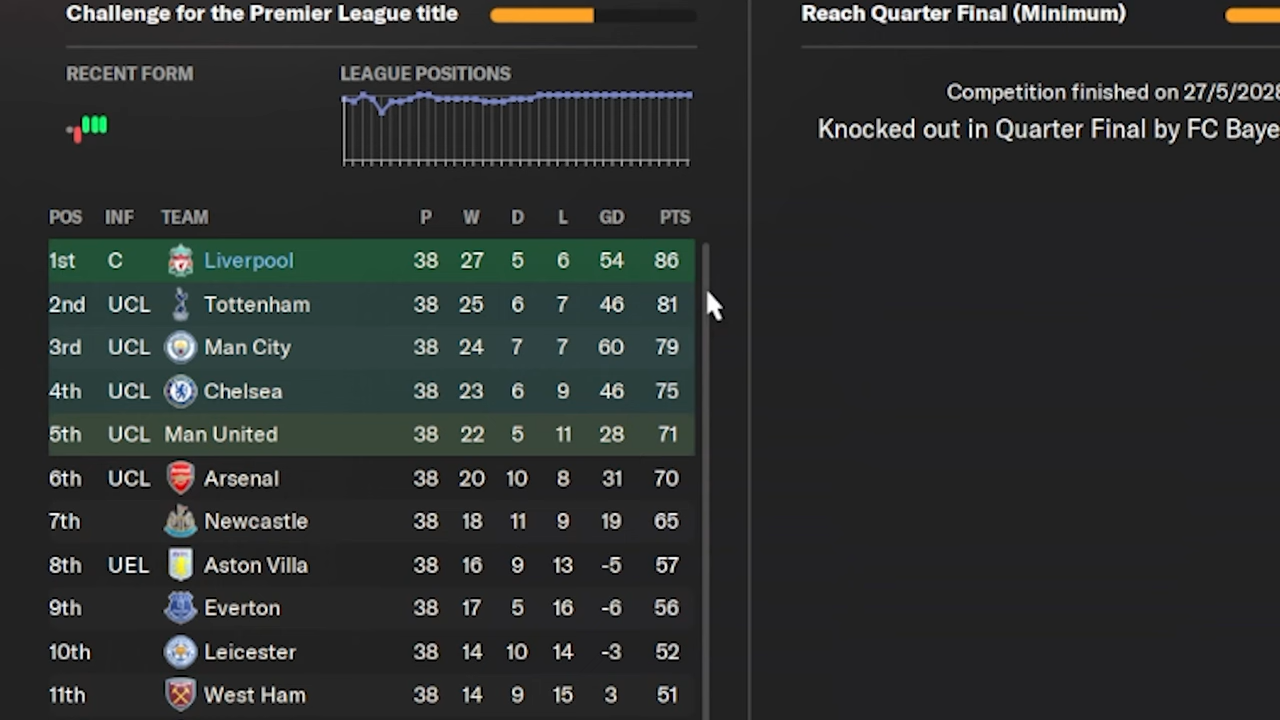 Challenge for the Premier League title
RECENT FORM
LEAGUE POSITIONS
POS INF TEAM P W D L GD PTS
1st C Liverpool 38 27 5 6 54 86
2nd UCL Tottenham 38 25 6 7 46 81
3rd UCL Man City 38 24 7 7 60 79
4th UCL Chelsea 38 23 6 9 46 75
5th UCL Man United 38 22 5 11 28 71
6th UCL Arsenal 38 20 10 8 31 70
7th Newcastle 38 18 11 9 19 65
8th UEL Aston Villa 38 16 9 13 -5 57
9th Everton 38 17 5 16 -6 56
10th Leicester 38 14 10 14 -3 52
11th West Ham 38 14 9 15 3 51
Reach Quarter Final (Minimum)
Competition finished on 27/5/2028
Knocked out in Quarter Final by FC Baye